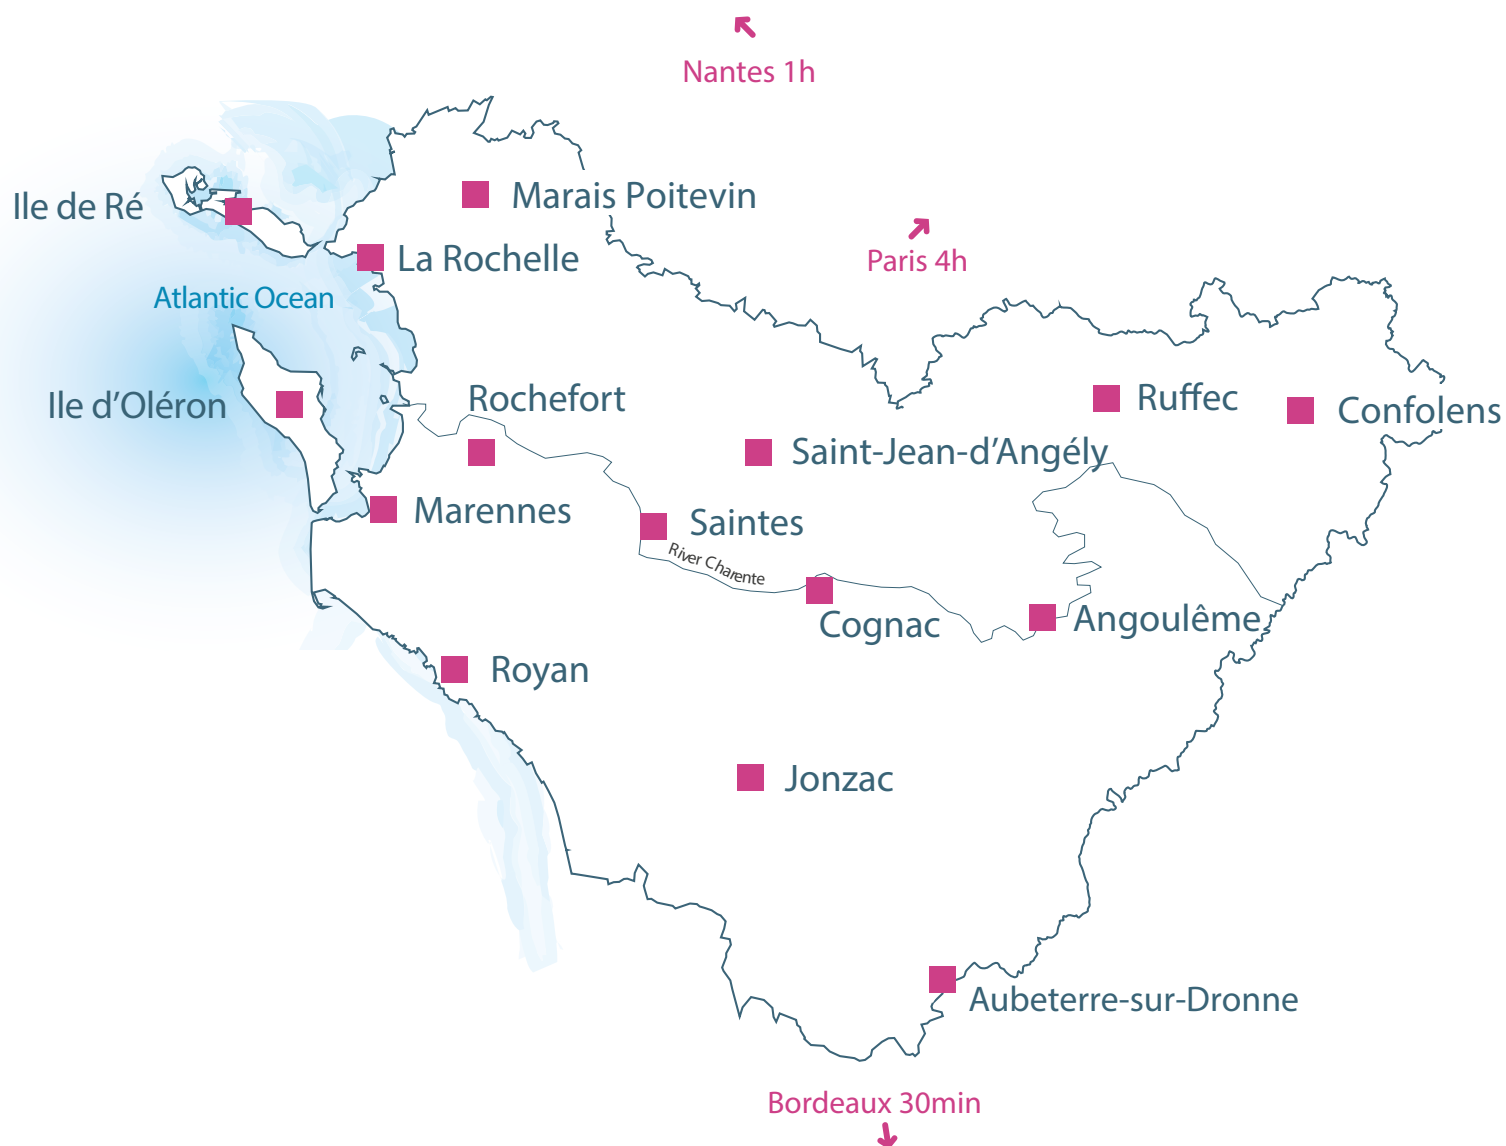 Nantes 1h
Marais Poitevin
Ile de Ré
La Rochelle
Paris 4h
Atlantic Ocean
Ile d’Oléron
Rochefort
Ruffec
Confolens
Saint-Jean-d’Angély
Marennes
Saintes
River Charente
Cognac
Angoulême
Royan
Jonzac
Aubeterre-sur-Dronne
Bordeaux 30min